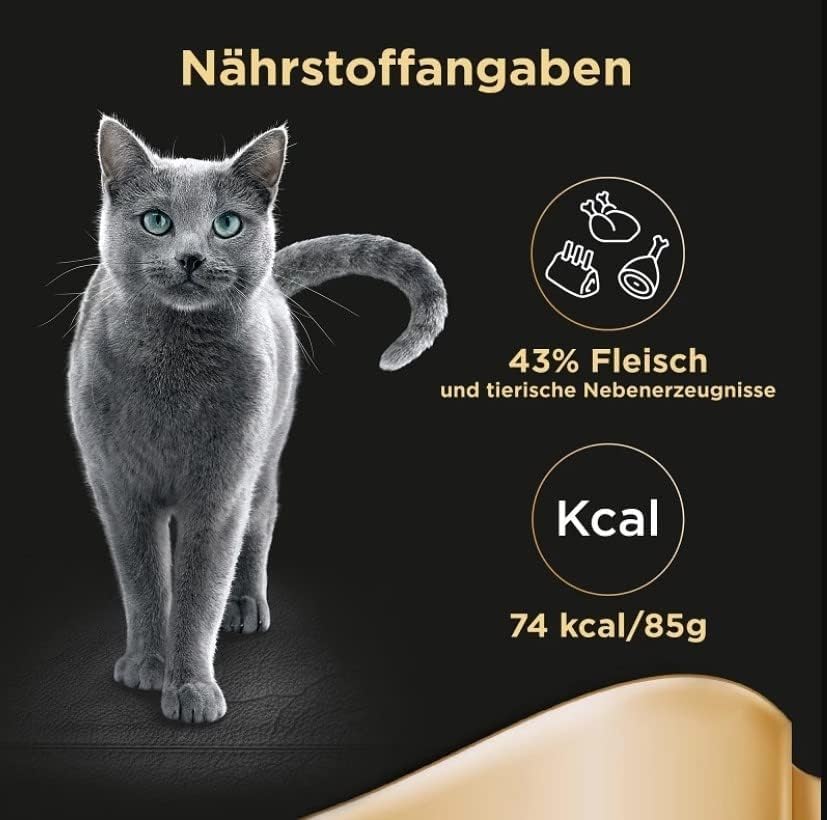 Nährstoffangaben
43% Fleisch
und tierische Nebenerzeugnisse
Kcal
74 kcal/85g